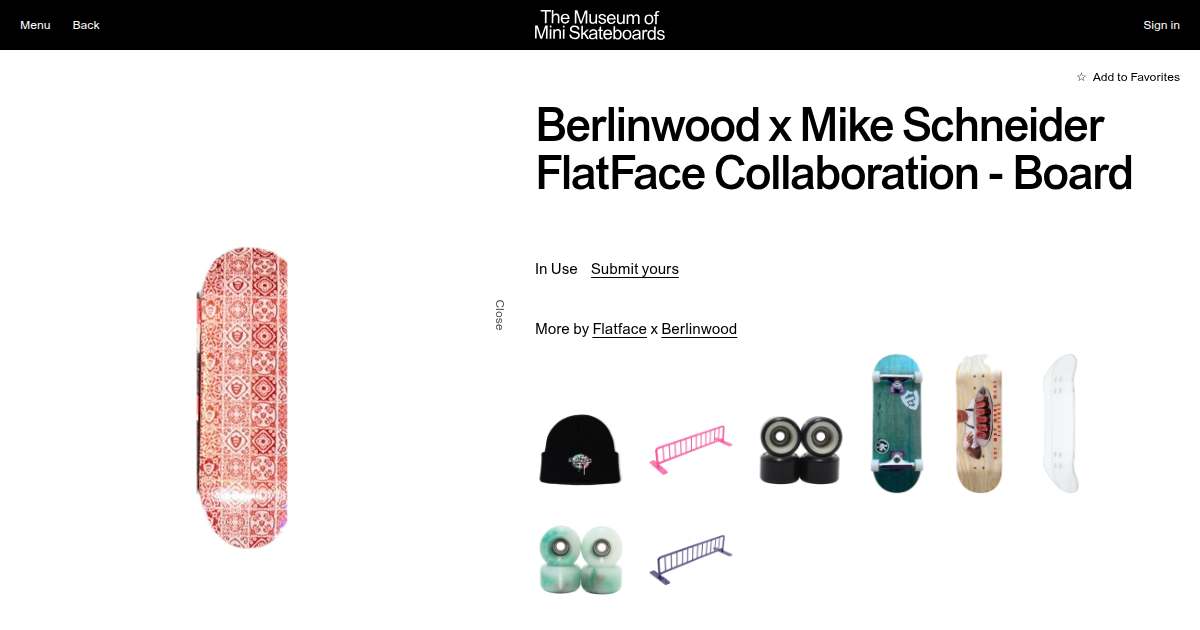 Menu Back
The Museum of
Mini Skateboards
Sign in
☆ Add to Favorites
Berlinwood x Mike Schneider
FlatFace Collaboration - Board
In Use Submit yours
Close
More by Flatface x Berlinwood